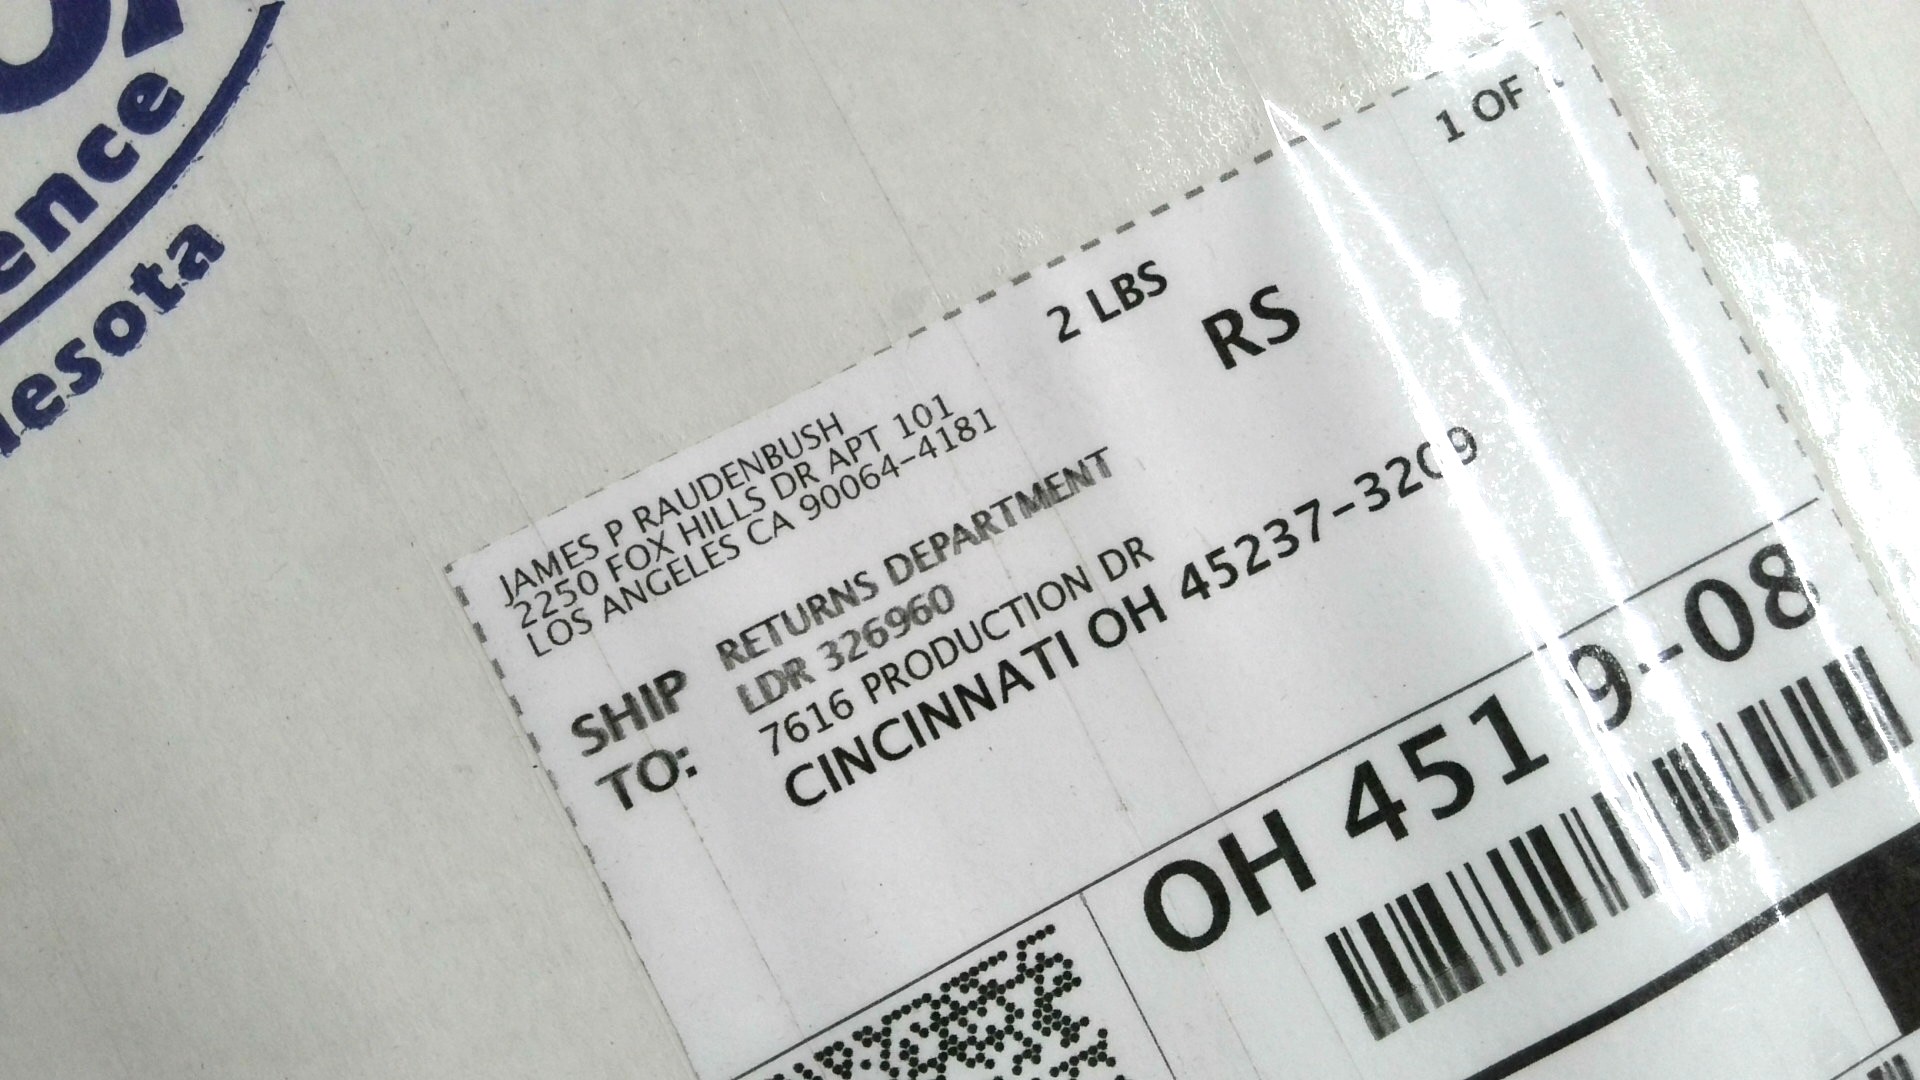 ence
esota
1 OF
2 LBS
RS
JAMES P RAUDENBUSH
2250 FOX HILLS DR APT 101
LOS ANGELES CA 90064-4181
SHIP
TO:
RETURNS DEPARTMENT
LDR 326960
7616 PRODUCTION DR
CINCINNATI OH 45237-3209
OH 451 9-08